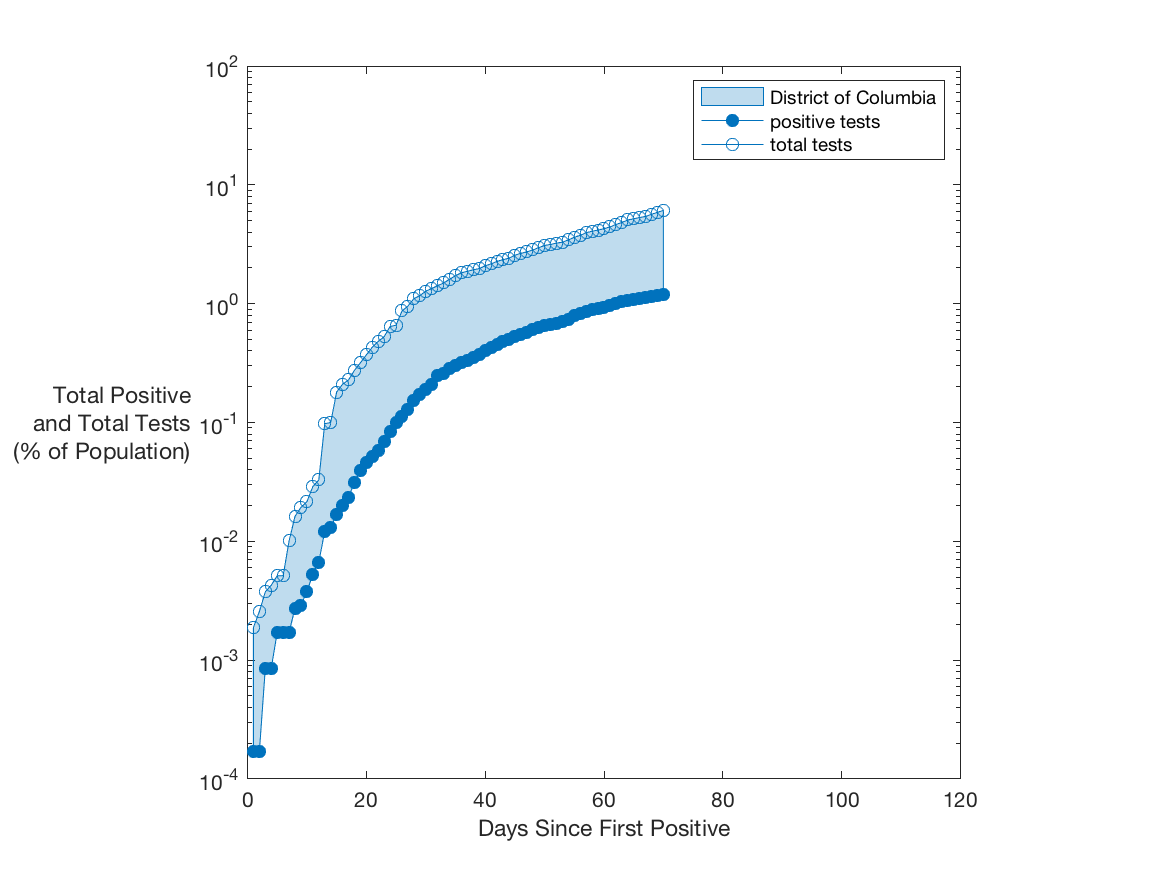 10^2
10^1
10^0
10^-1
10^-2
10^-3
10^-4
Total Positive
and Total Tests
(% of Population)
District of Columbia
positive tests
total tests
0 20 40 60 80 100 120
Days Since First Positive